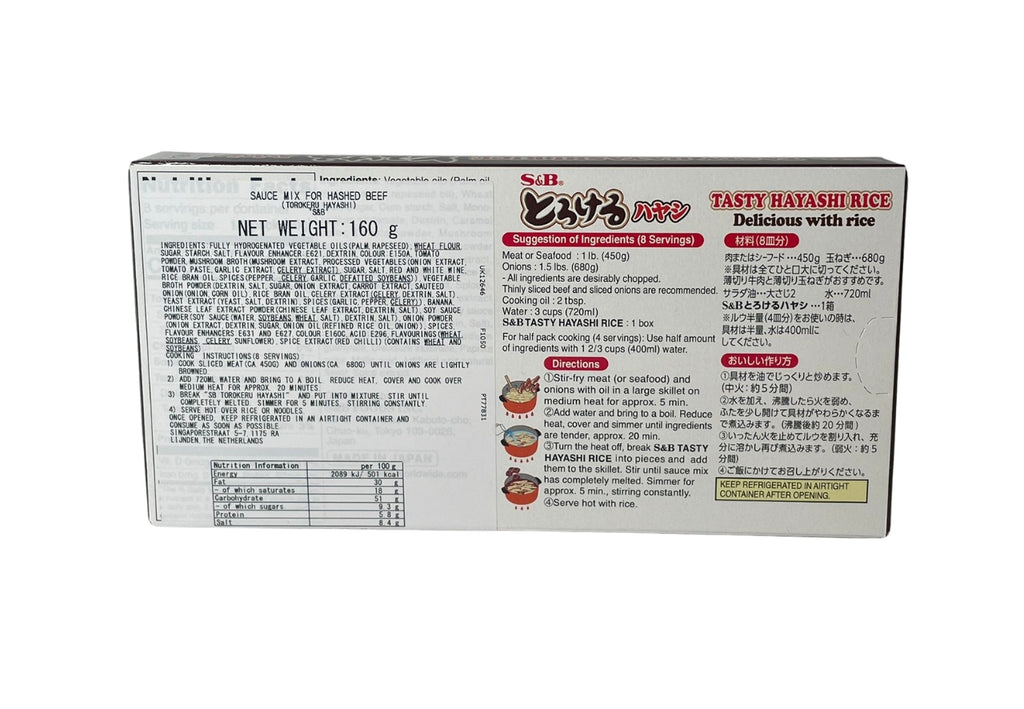 SAUCE MIX FOR HASHED BEEF
(TOROKERU HAYASHI)
"S&B"
NET WEIGHT:160 g
INGREDIENTS:FULLY HYDROGENATED VEGETABLE OILS(PALM, RAPESEED), WHEAT FLOUR,
SUGAR, STARCH, SALT, FLAVOUR ENHANCER: E621, DEXTRIN, COLOUR:E150A, TOMATO
POWDER, MUSHROOM BROTH(MUSHROOM EXTRACT, PROCESSED VEGETABLES(ONION EXTRACT,
TOMATO PASTE, GARLIC EXTRACT, CELERY EXTRACT), SUGAR, SALT, RED AND WHITE WINE,
RICE BRAN OIL, SPICES(PEPPER, CELERY, GARLIC, DEFATTED SOYBEANS)), VEGETABLE
BROTH POWDER(DEXTRIN, SALT, SUGAR, ONION EXTRACT, CARROT EXTRACT, SAUTEED
ONION(ONION, CORN OIL), RICE BRAN OIL, CELERY EXTRACT(CELERY, DEXTRIN, SALT),
YEAST EXTRACT(YEAST, SALT, DEXTRIN), SPICES(GARLIC, PEPPER, CELERY)), BANANA,
CHINESE LEAF EXTRACT POWDER(CHINESE LEAF EXTRACT, DEXTRIN, SALT), SOY SAUCE
POWDER(SOY SAUCE(WATER, SOYBEANS, WHEAT, SALT), DEXTRIN, SALT), ONION POWDER
(ONION EXTRACT, DEXTRIN, SUGAR, ONION OIL(REFINED RICE OIL, ONION)), SPICES,
FLAVOUR ENHANCERS:E631 AND E627, COLOUR:E160C, ACID:E296, FLAVOURINGS(WHEAT,
SOYBEANS, CELERY, SUNFLOWER), SPICE EXTRACT(RED CHILLI) (CONTAINS WHEAT AND
SOYBEANS)
COOKING INSTRUCTIONS(8 SERVINGS)
1) COOK SLICED MEAT(CA 450G) AND ONIONS(CA 680G) UNTIL ONIONS ARE LIGHTLY
BROWNED.
2) ADD 720ML WATER AND BRING TO A BOIL. REDUCE HEAT, COVER AND COOK OVER
MEDIUM HEAT FOR APPROX. 20 MINUTES.
3) BREAK "SB TOROKERU HAYASHI" AND PUT INTO MIXTURE. STIR UNTIL
COMPLETELY MELTED. SIMMER FOR 5 MINUTES, STIRRING CONSTANTLY.
4) SERVE HOT OVER RICE OR NOODLES.
ONCE OPENED, KEEP REFRIGERATED IN AN AIRTIGHT CONTAINER AND
CONSUME AS SOON AS POSSIBLE.
SINGAPORESTRAAT 5-7, 1175 RA
LIJNDEN, THE NETHERLANDS
Nutrition Information per 100 g
Energy 2089 kJ/ 501 kcal
Fat 30 g
- of which saturates 18 g
Carbohydrate 51 g
- of which sugars 9.3 g
Protein 5.8 g
Salt 8.4 g
UK12646
F1050
PT77831
S&B®
とろけるハヤシ
Suggestion of Ingredients (8 Servings)
Meat or Seafood : 1 lb. (450g)
Onions : 1.5 lbs. (680g)
- All ingredients are desirably chopped.
Thinly sliced beef and sliced onions are recommended.
Cooking oil : 2 tbsp.
Water : 3 cups (720ml)
S&B TASTY HAYASHI RICE : 1 box
For half pack cooking (4 servings): Use half amount
of ingredients with 1 2/3 cups (400ml) water.
Directions
①Stir-fry meat (or seafood) and
onions with oil in a large skillet on
medium heat for approx. 5 min.
②Add water and bring to a boil. Reduce
heat, cover and simmer until ingredients
are tender, approx. 20 min.
③Turn the heat off, break S&B TASTY
HAYASHI RICE into pieces and add
them to the skillet. Stir until sauce mix
has completely melted. Simmer for
approx. 5 min., stirring constantly.
④Serve hot with rice.
TASTY HAYASHI RICE
Delicious with rice
材料(8皿分)
肉またはシーフード…450g 玉ねぎ…680g
※具材は全てひと口大に切ってください。
薄切り牛肉と薄切り玉ねぎがおすすめです。
サラダ油…大さじ2 水…720ml
S&Bとろけるハヤシ…1箱
※ルウ半量(4皿分)をお使いの時は、
具材は半量、水は400mlに
してください。
おいしい作り方
①具材を油でじっくりと炒めます。
(中火：約5分間)
②水を加え、沸騰したら火を弱め、
ふたを少し開けて具材がやわらかくなるま
で煮込みます。(沸騰後約20分間)
③いったん火を止めてルウを割り入れ、充
分に溶かし再び煮込みます。(弱火：約5
分間)
④ご飯にかけてお召し上がりください。
KEEP REFRIGERATED IN AIRTIGHT
CONTAINER AFTER OPENING.